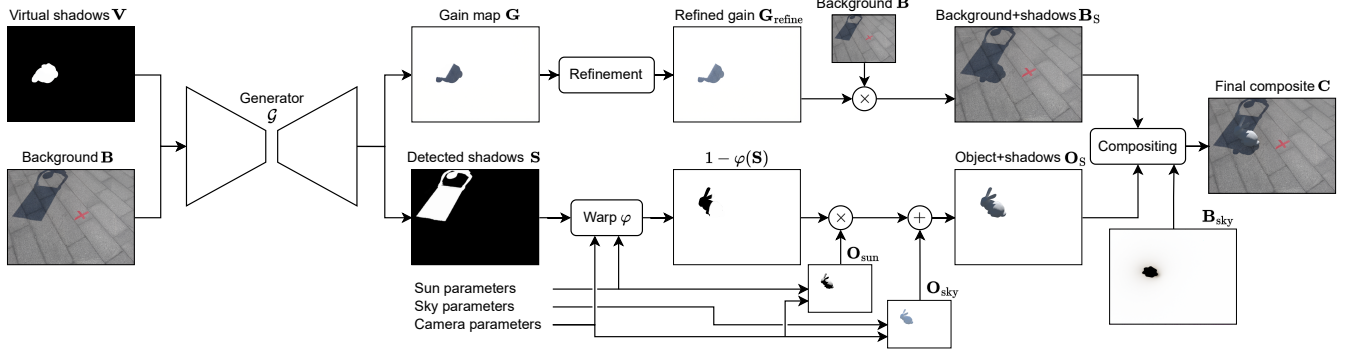 Virtual shadows V
Gain map G
Refined gain G_refine
Background B
Background+shadows B_S
Refinement
×
Final composite C
Generator
𝒢
Background B
Detected shadows S
1 − φ(S)
Object+shadows O_S
Compositing
Warp φ
×
+
B_sky
O_sun
O_sky
Sun parameters
Sky parameters
Camera parameters